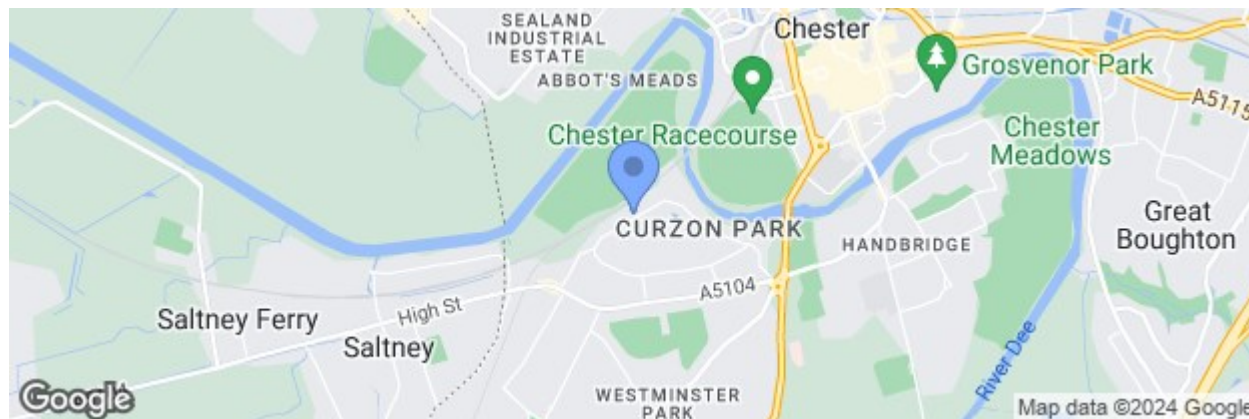 SEALAND
INDUSTRIAL
ESTATE
Chester
ABBOT'S MEADS
Grosvenor Park
A5115
Chester Racecourse
Chester
Meadows
CURZON PARK
HANDBRIDGE
Great
Boughton
A5104
High St
Saltney Ferry
Saltney
River Dee
WESTMINSTER
PARK
Google
Map data ©2024 Google